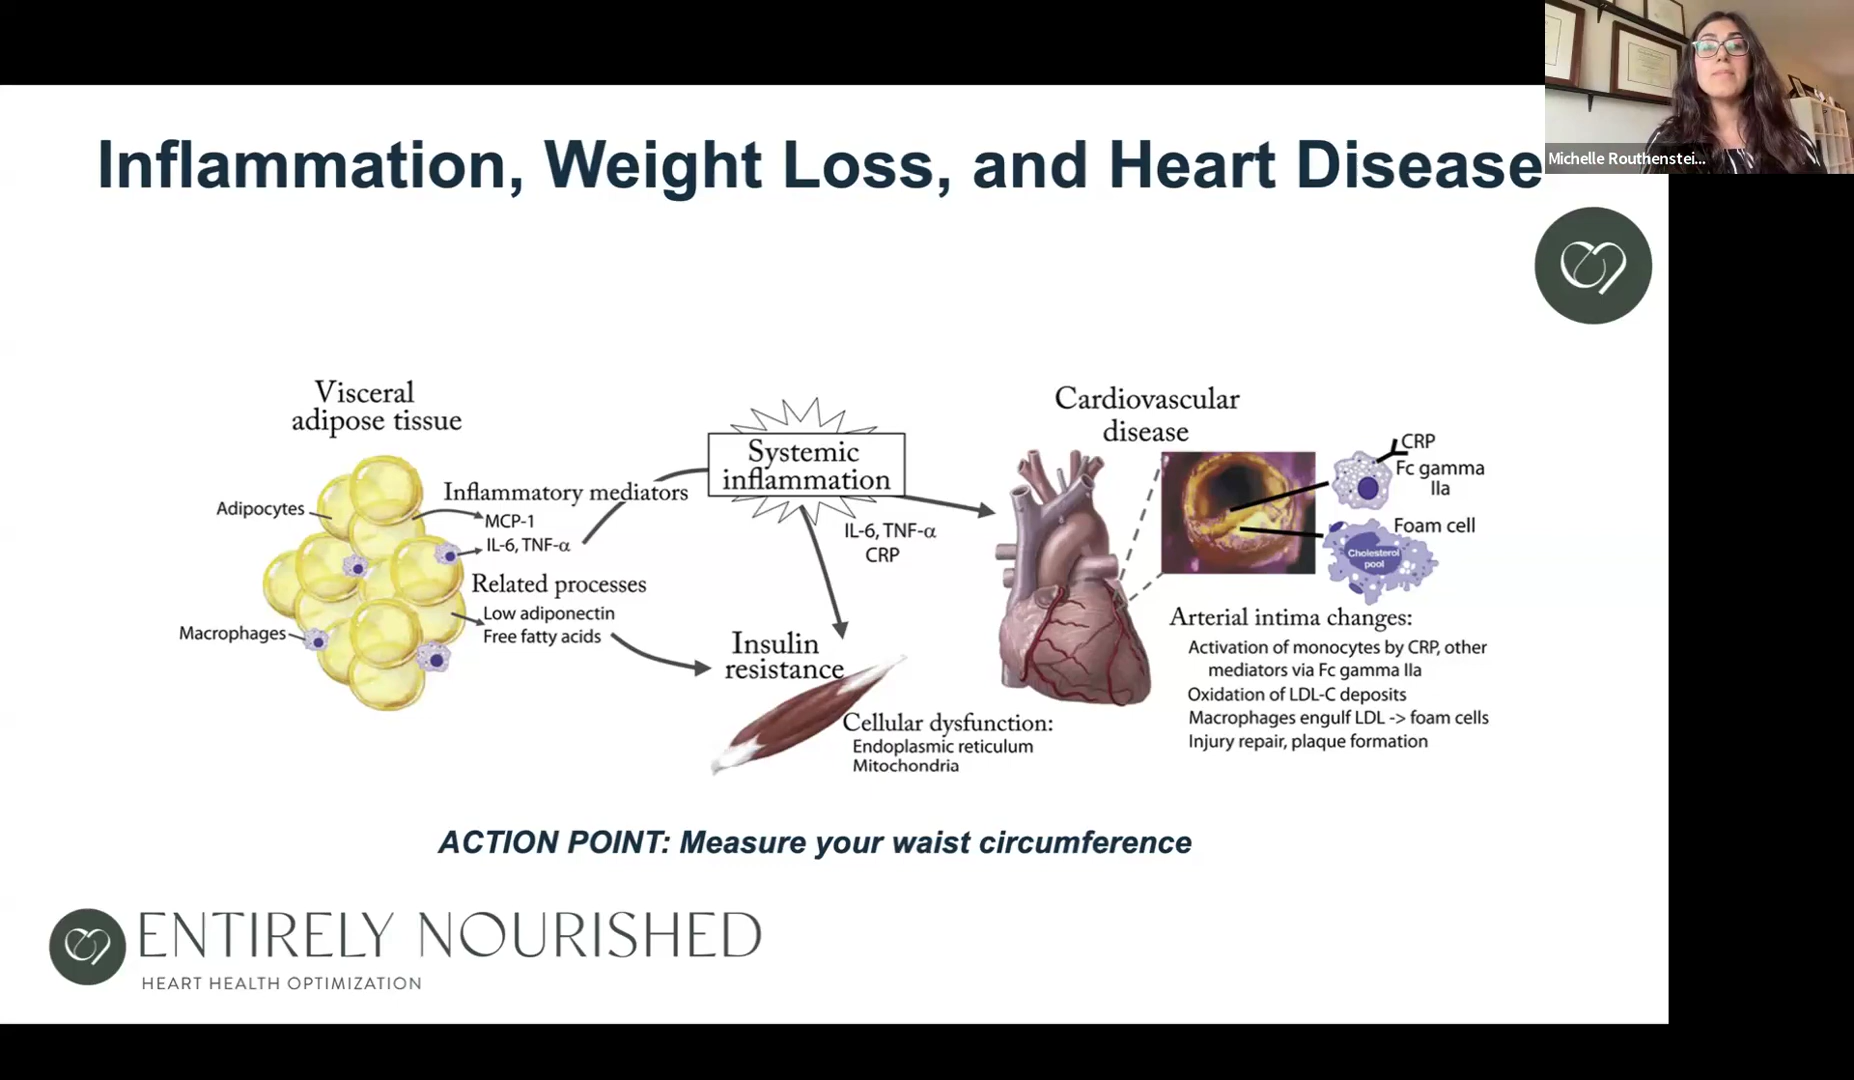 Michelle Routhenstei...
Inflammation, Weight Loss, and Heart Disease
Visceral
adipose tissue
Adipocytes
Macrophages
Inflammatory mediators
MCP-1
IL-6, TNF-α
Related processes
Low adiponectin
Free fatty acids
Systemic
inflammation
IL-6, TNF-α
CRP
Insulin
resistance
Cellular dysfunction:
Endoplasmic reticulum
Mitochondria
Cardiovascular
disease
CRP
Fc gamma
IIa
Foam cell
Cholesterol
pool
Arterial intima changes:
Activation of monocytes by CRP, other
mediators via Fc gamma IIa
Oxidation of LDL-C deposits
Macrophages engulf LDL -> foam cells
Injury repair, plaque formation
ACTION POINT: Measure your waist circumference
ENTIRELY NOURISHED
HEART HEALTH OPTIMIZATION